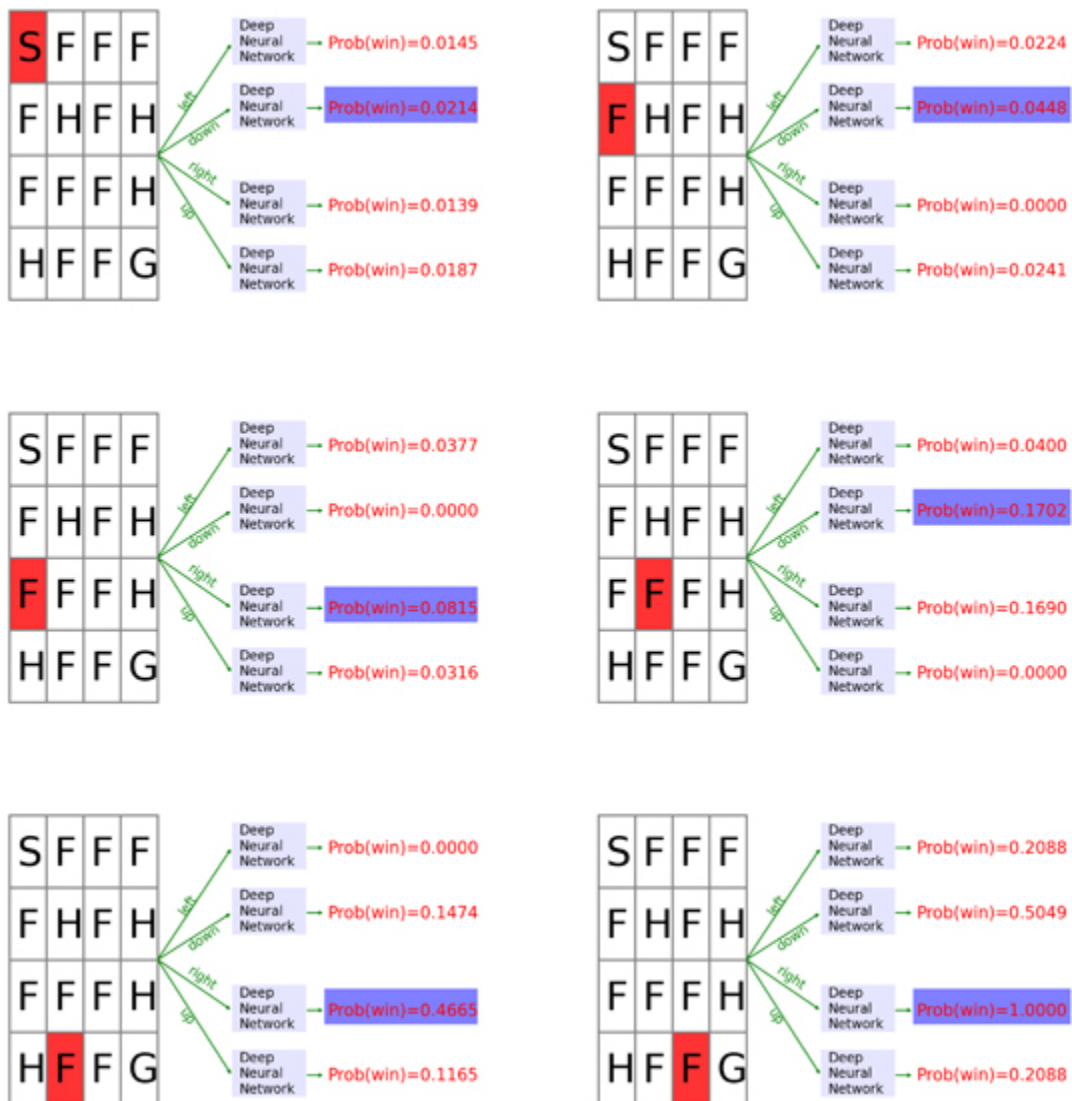 S F F F
F H F H
F F F H
H F F G
left
down
right
up
Deep
Neural
Network
Prob(win)=0.0145
Deep
Neural
Network
Prob(win)=0.0214
Deep
Neural
Network
Prob(win)=0.0139
Deep
Neural
Network
Prob(win)=0.0187
S F F F
F H F H
F F F H
H F F G
left
down
right
up
Deep
Neural
Network
Prob(win)=0.0224
Deep
Neural
Network
Prob(win)=0.0448
Deep
Neural
Network
Prob(win)=0.0000
Deep
Neural
Network
Prob(win)=0.0241
S F F F
F H F H
F F F H
H F F G
left
down
right
up
Deep
Neural
Network
Prob(win)=0.0377
Deep
Neural
Network
Prob(win)=0.0000
Deep
Neural
Network
Prob(win)=0.0815
Deep
Neural
Network
Prob(win)=0.0316
S F F F
F H F H
F F F H
H F F G
left
down
right
up
Deep
Neural
Network
Prob(win)=0.0400
Deep
Neural
Network
Prob(win)=0.1702
Deep
Neural
Network
Prob(win)=0.1690
Deep
Neural
Network
Prob(win)=0.0000
S F F F
F H F H
F F F H
H F F G
left
down
right
up
Deep
Neural
Network
Prob(win)=0.0000
Deep
Neural
Network
Prob(win)=0.1474
Deep
Neural
Network
Prob(win)=0.4665
Deep
Neural
Network
Prob(win)=0.1165
S F F F
F H F H
F F F H
H F F G
left
down
right
up
Deep
Neural
Network
Prob(win)=0.2088
Deep
Neural
Network
Prob(win)=0.5049
Deep
Neural
Network
Prob(win)=1.0000
Deep
Neural
Network
Prob(win)=0.2088